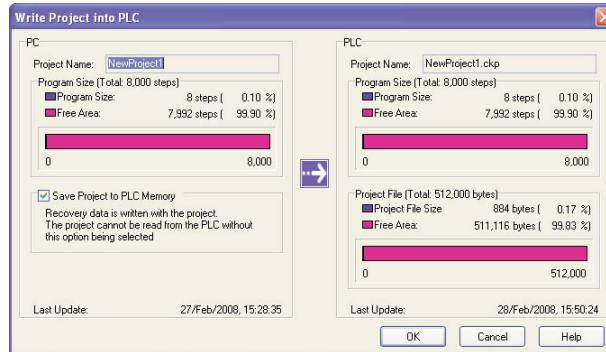 Write Project into PLC
PC
Project Name: NewProject1
Program Size (Total: 8,000 steps)
Program Size: 8 steps ( 0.10 %)
Free Area: 7,992 steps ( 99.90 %)
0 8,000
Save Project to PLC Memory
Recovery data is written with the project.
The project cannot be read from the PLC without
this option being selected
Last Update: 27/Feb/2008, 15:28:35
PLC
Project Name: NewProject1.ckp
Program Size (Total: 8,000 steps)
Program Size: 8 steps ( 0.10 %)
Free Area: 7,992 steps ( 99.90 %)
0 8,000
Project File (Total: 512,000 bytes)
Project File Size 884 bytes ( 0.17 %)
Free Area: 511,116 bytes ( 99.83 %)
0 512,000
Last Update: 28/Feb/2008, 15:50:24
OK Cancel Help